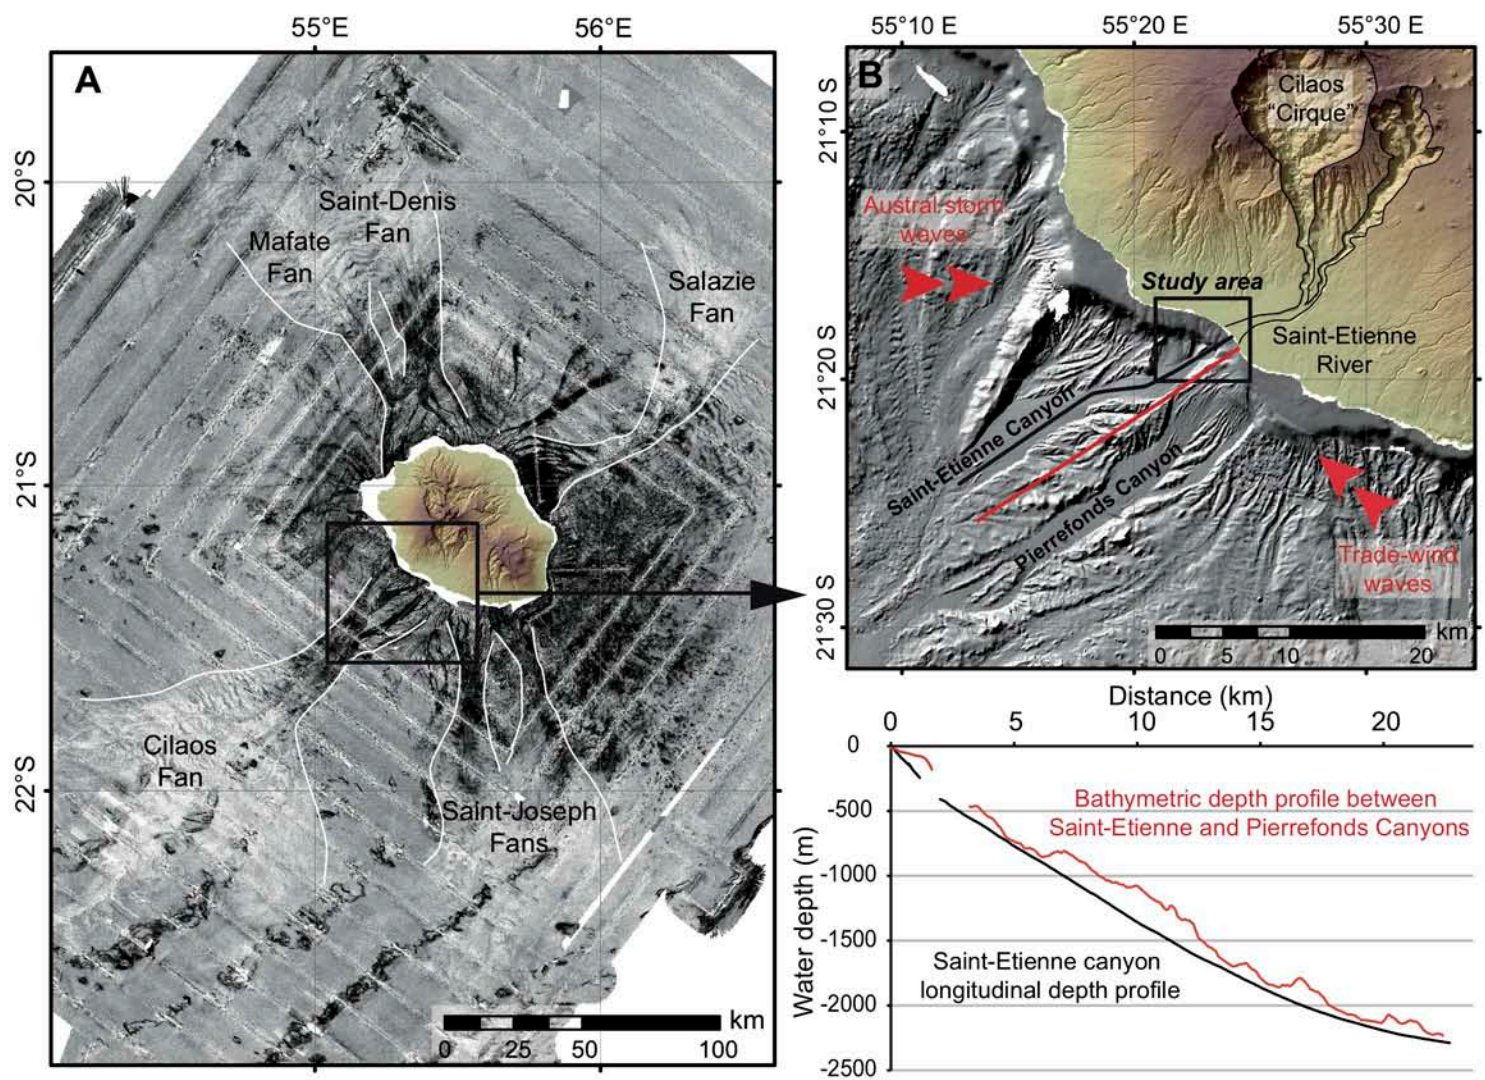 55°E
56°E
A
20°S
21°S
22°S
Saint-Denis
Fan
Mafate
Fan
Salazie
Fan
Cilaos
Fan
Saint-Joseph
Fans
km
0
25
50
100
55°10 E
55°20 E
55°30 E
B
21°10 S
21°20 S
21°30 S
Cilaos
"Cirque"
Austral storm
waves
Study area
Saint-Etienne
River
Saint-Etienne Canyon
Pierrefonds Canyon
Trade-wind
waves
km
0
5
10
20
Distance (km)
0
5
10
15
20
Water depth (m)
0
-500
-1000
-1500
-2000
-2500
Bathymetric depth profile between
Saint-Etienne and Pierrefonds Canyons
Saint-Etienne canyon
longitudinal depth profile